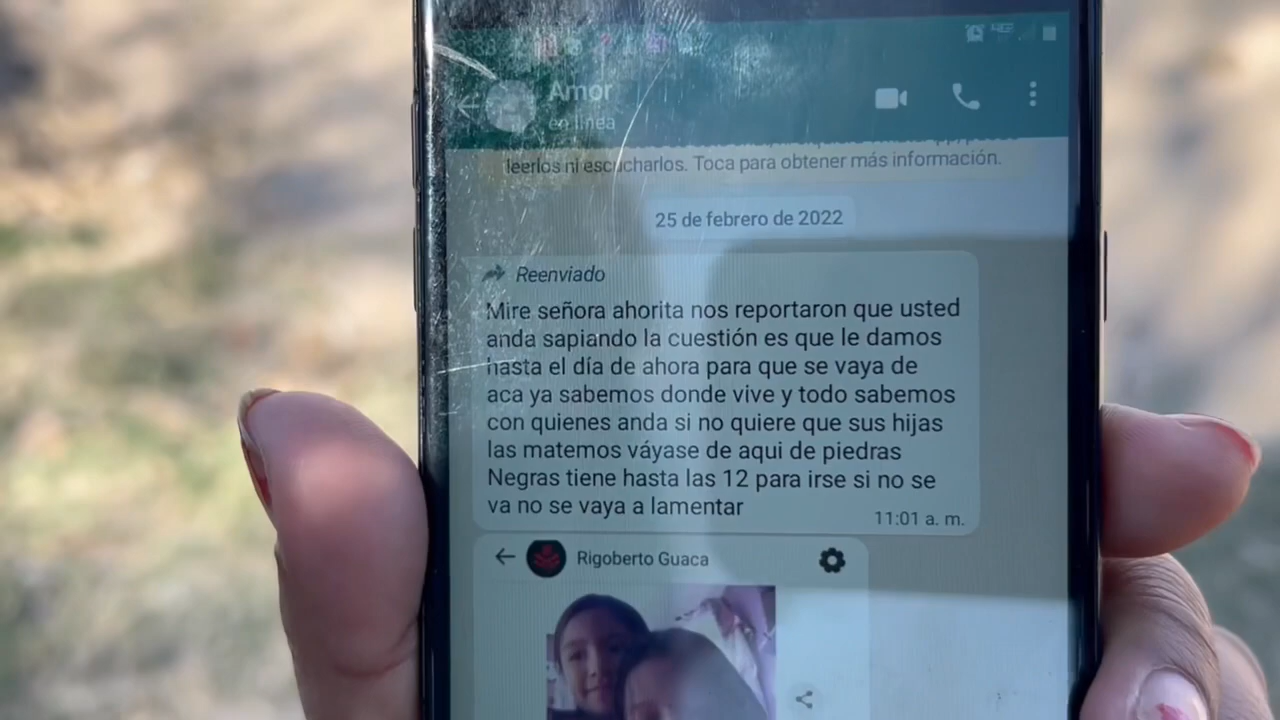 Amor
en línea
leerlos ni escucharlos. Toca para obtener más información.
25 de febrero de 2022
Reenviado
Mire señora ahorita nos reportaron que usted
anda sapiando la cuestión es que le damos
hasta el día de ahora para que se vaya de
aca ya sabemos donde vive y todo sabemos
con quienes anda si no quiere que sus hijas
las matemos váyase de aqui de piedras
Negras tiene hasta las 12 para irse si no se
va no se vaya a lamentar
11:01 a. m.
Rigoberto Guaca